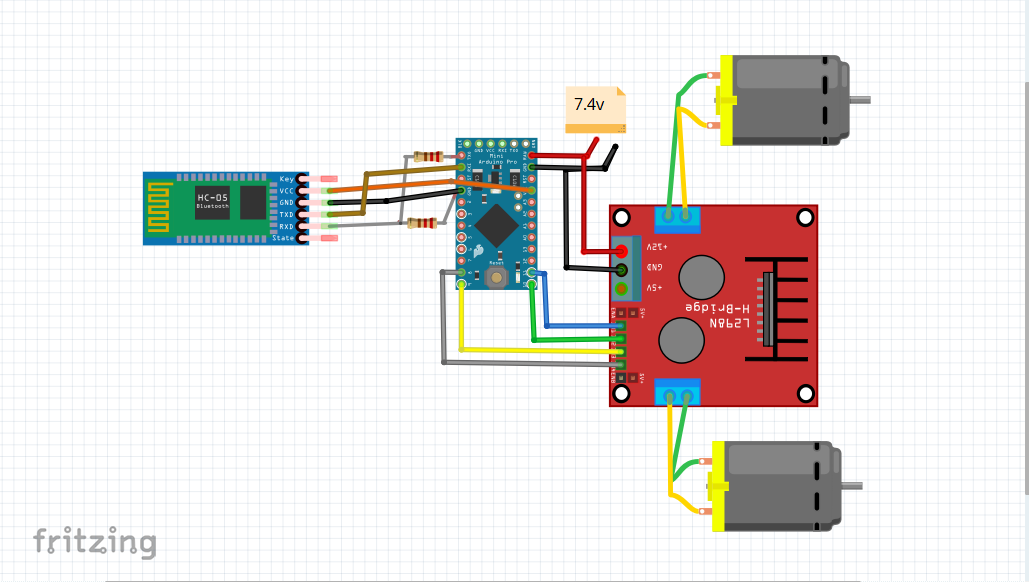 7.4v
GND VCC RXI TXO
Mini
Arduino Pro
HC-05
Bluetooth
Key
VCC
GND
TXD
RXD
State
Reset
+12V
GND
+5V
H-Bridge
L298N
fritzing